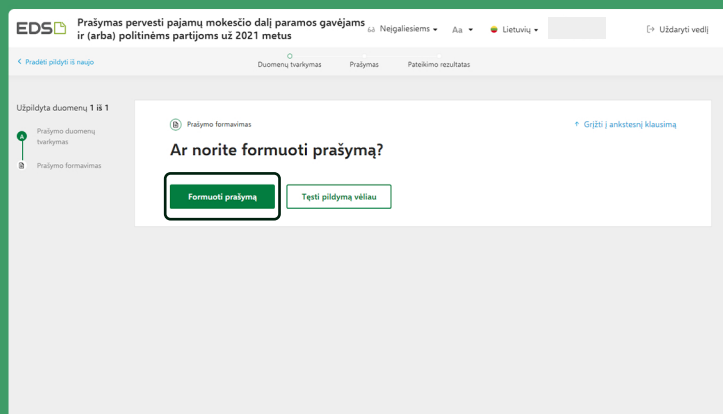 EDS
Prašymas pervesti pajamų mokesčio dalį paramos gavėjams
ir (arba) politinėms partijoms už 2021 metus
Neįgaliesiems
Aa
Lietuvių
Uždaryti vedlį
Pradėti pildyti iš naujo
Duomenų tvarkymas
Prašymas
Pateikimo rezultatas
Užpildyta duomenų 1 iš 1
A
Prašymo duomenų
tvarkymas
Prašymo formavimas
Prašymo formavimas
Grįžti į ankstesnį klausimą
Ar norite formuoti prašymą?
Formuoti prašymą
Tęsti pildymą vėliau